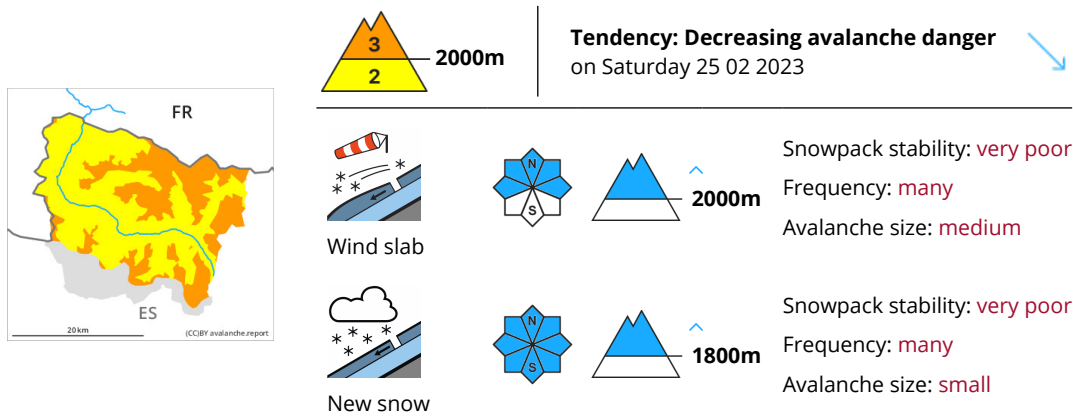 3
2
2000m
Tendency: Decreasing avalanche danger
on Saturday 25 02 2023
FR
ES
20 km
(CC)BY avalanche.report
N
S
2000m
Snowpack stability: very poor
Frequency: many
Avalanche size: medium
Wind slab
N
S
1800m
Snowpack stability: very poor
Frequency: many
Avalanche size: small
New snow